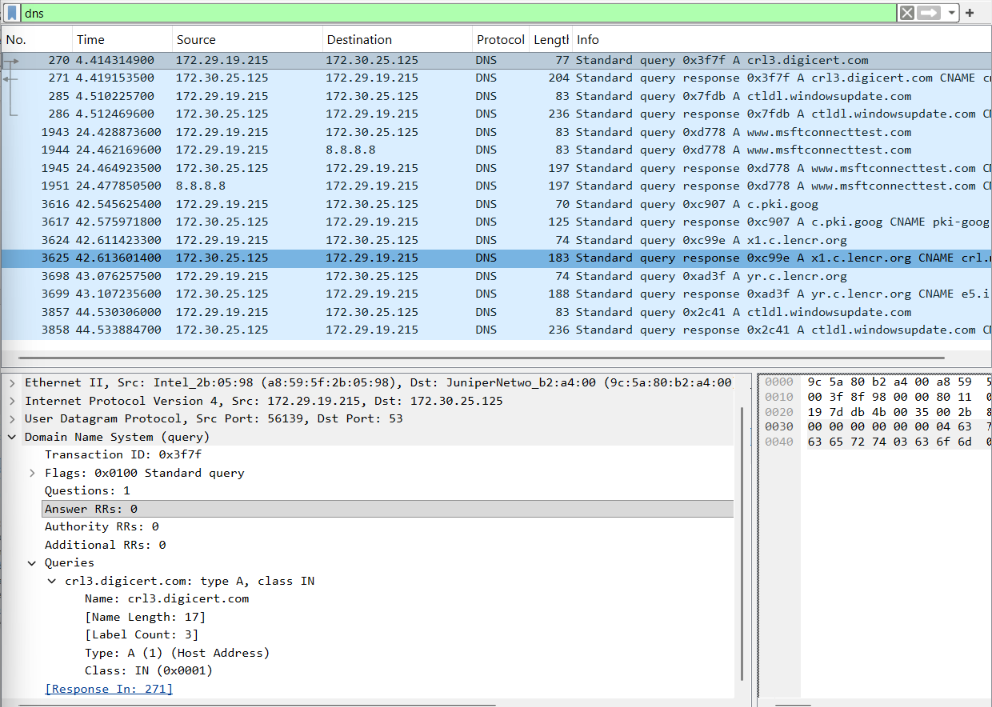 dns
No. Time Source Destination Protocol Length Info
270 4.414314900 172.29.19.215 172.30.25.125 DNS 77 Standard query 0x3f7f A crl3.digicert.com
271 4.419153500 172.30.25.125 172.29.19.215 DNS 204 Standard query response 0x3f7f A crl3.digicert.com CNAME
285 4.510225700 172.29.19.215 172.30.25.125 DNS 83 Standard query 0x7fdb A ctldl.windowsupdate.com
286 4.512469600 172.30.25.125 172.29.19.215 DNS 236 Standard query response 0x7fdb A ctldl.windowsupdate.com
1943 24.428873600 172.29.19.215 172.30.25.125 DNS 83 Standard query 0xd778 A www.msftconnecttest.com
1944 24.462169600 172.29.19.215 8.8.8.8 DNS 83 Standard query 0xd778 A www.msftconnecttest.com
1945 24.464923500 172.30.25.125 172.29.19.215 DNS 197 Standard query response 0xd778 A www.msftconnecttest.com
1951 24.477850500 8.8.8.8 172.29.19.215 DNS 197 Standard query response 0xd778 A www.msftconnecttest.com
3616 42.545625400 172.29.19.215 172.30.25.125 DNS 70 Standard query 0xc907 A c.pki.goog
3617 42.575971800 172.30.25.125 172.29.19.215 DNS 125 Standard query response 0xc907 A c.pki.goog CNAME pki-goog
3624 42.611423300 172.29.19.215 172.30.25.125 DNS 74 Standard query 0xc99e A x1.c.lencr.org
3625 42.613601400 172.30.25.125 172.29.19.215 DNS 183 Standard query response 0xc99e A x1.c.lencr.org CNAME crl.
3698 43.076257500 172.29.19.215 172.30.25.125 DNS 74 Standard query 0xad3f A yr.c.lencr.org
3699 43.107235600 172.30.25.125 172.29.19.215 DNS 188 Standard query response 0xad3f A yr.c.lencr.org CNAME e5.i
3857 44.530306000 172.29.19.215 172.30.25.125 DNS 83 Standard query 0x2c41 A ctldl.windowsupdate.com
3858 44.533884700 172.30.25.125 172.29.19.215 DNS 236 Standard query response 0x2c41 A ctldl.windowsupdate.com
Ethernet II, Src: Intel_2b:05:98 (a8:59:5f:2b:05:98), Dst: JuniperNetwo_b2:a4:00 (9c:5a:80:b2:a4:00
Internet Protocol Version 4, Src: 172.29.19.215, Dst: 172.30.25.125
User Datagram Protocol, Src Port: 56139, Dst Port: 53
Domain Name System (query)
Transaction ID: 0x3f7f
Flags: 0x0100 Standard query
Questions: 1
Answer RRs: 0
Authority RRs: 0
Additional RRs: 0
Queries
crl3.digicert.com: type A, class IN
Name: crl3.digicert.com
[Name Length: 17]
[Label Count: 3]
Type: A (1) (Host Address)
Class: IN (0x0001)
[Response In: 271]
0000 9c 5a 80 b2 a4 00 a8 59
0010 00 3f 8f 98 00 00 80 11
0020 19 7d db 4b 00 35 00 2b
0030 00 00 00 00 00 00 04 63
0040 63 65 72 74 03 63 6f 6d